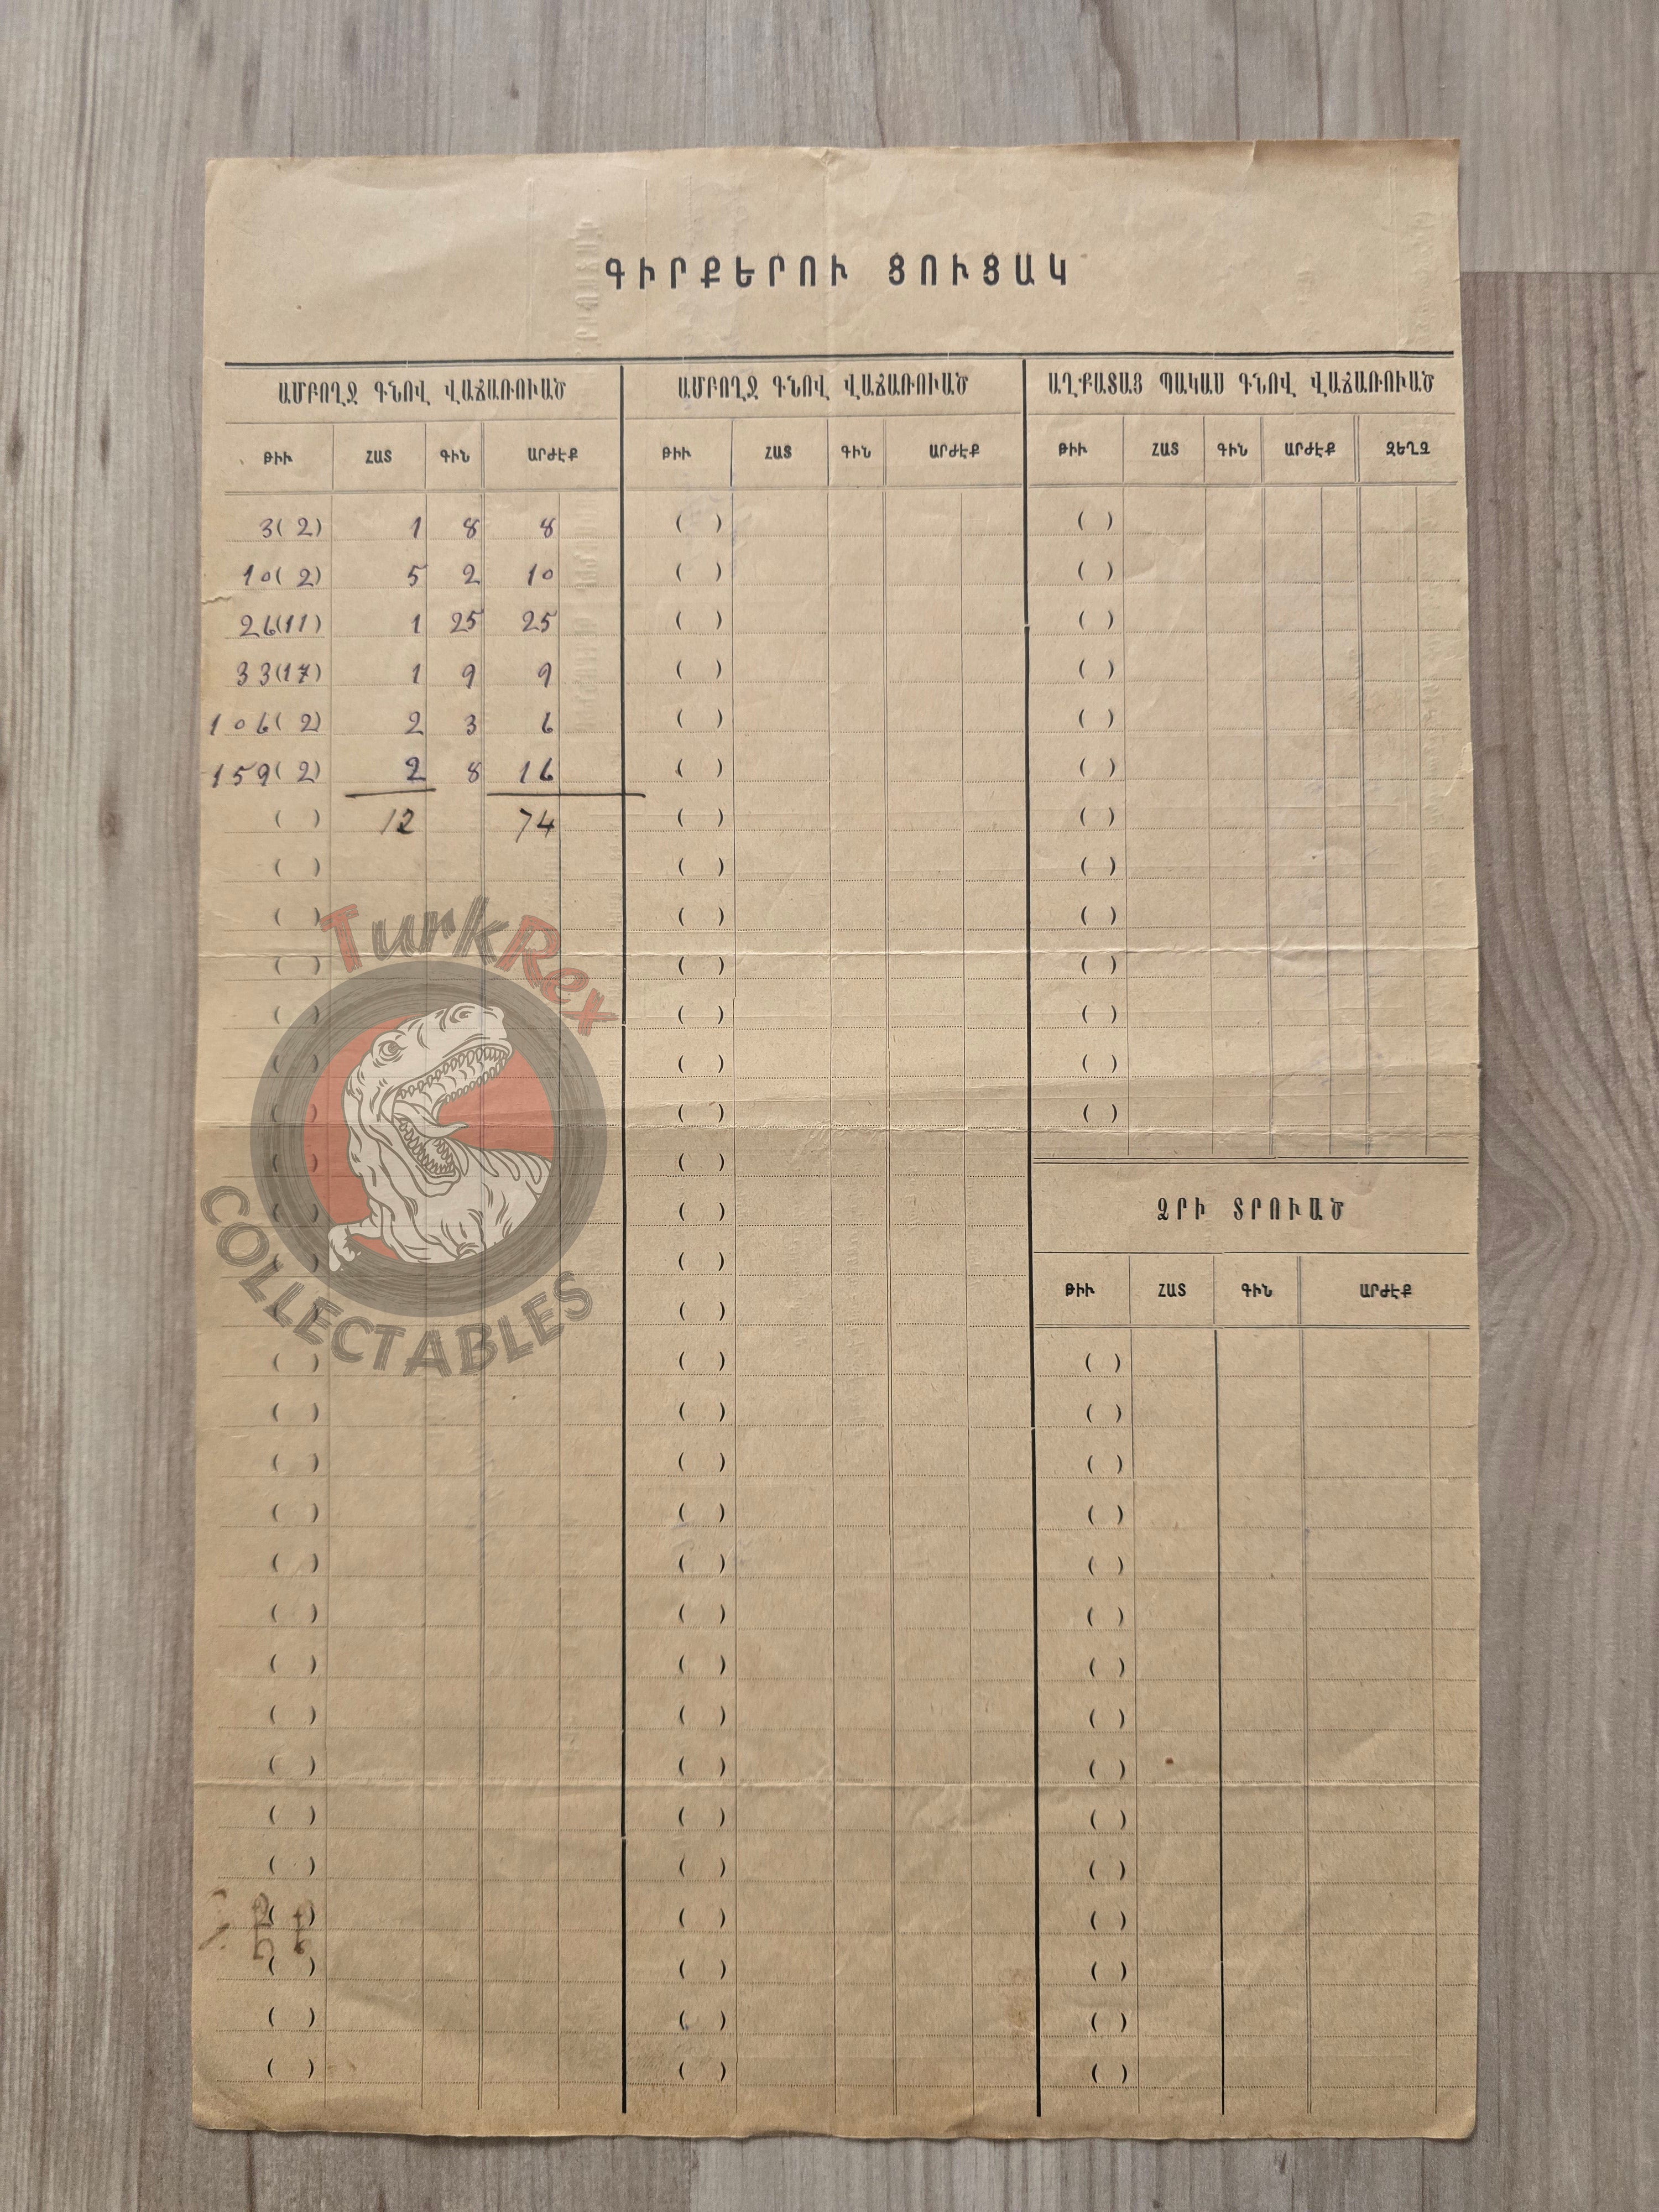 ԳԻՐՔԵՐՈՒ ՑՈՒՑԱԿ
ԱՄԲՈՂՋ ԳՆՈՎ ՎԱՃԱՌՈՒԱԾ
ԹԻՒ ՀԱՏ ԳԻՆ ԱՐԺԷՔ
3( 2) 1 8 8
10( 2) 5 2 10
26(11) 1 25 25
33(17) 1 9 9
106( 2) 2 3 6
159( 2) 2 8 16
( ) 12 74
ԱՄԲՈՂՋ ԳՆՈՎ ՎԱՃԱՌՈՒԱԾ
ԹԻՒ ՀԱՏ ԳԻՆ ԱՐԺԷՔ
ԱՂՔԱՏԱՑ ՊԱԿԱՍ ԳՆՈՎ ՎԱՃԱՌՈՒԱԾ
ԹԻՒ ՀԱՏ ԳԻՆ ԱՐԺԷՔ ԶԵՂՋ
ՁՐԻ ՏՐՈՒԱԾ
ԹԻՒ ՀԱՏ ԳԻՆ ԱՐԺԷՔ
TurkRex
COLLECTABLES